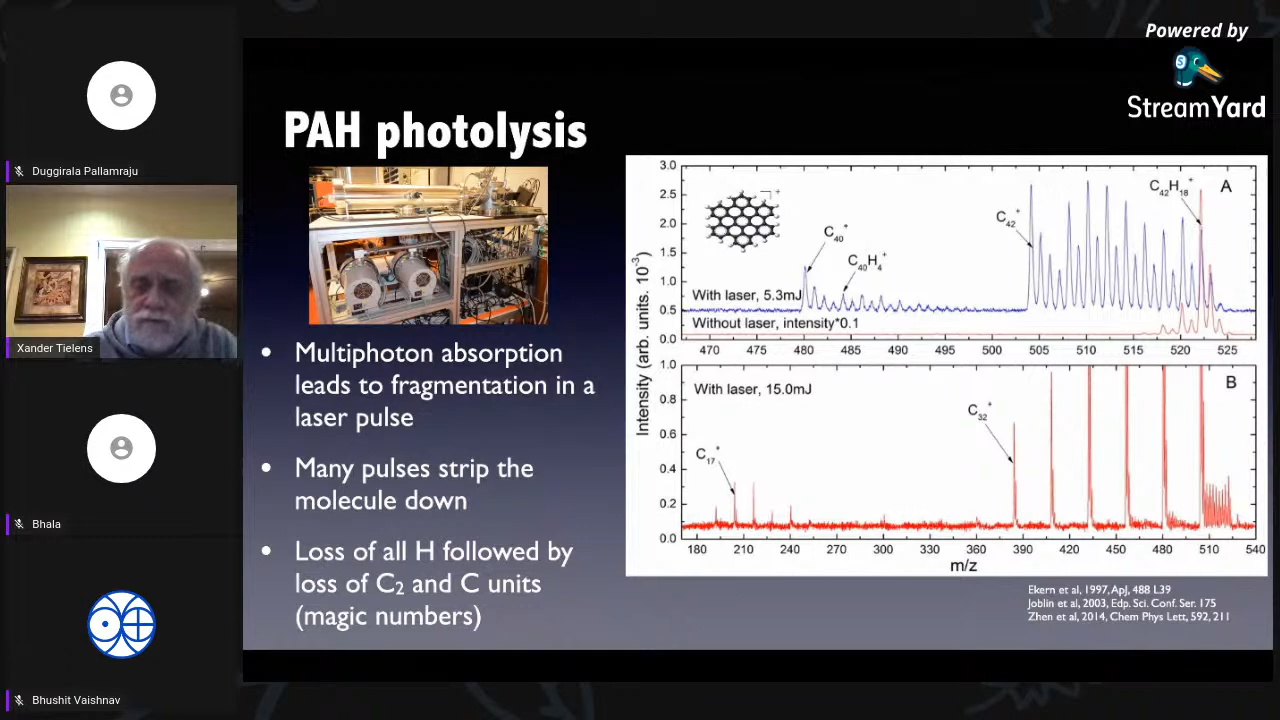 Powered by
StreamYard
Duggirala Pallamraju
Xander Tielens
Bhala
Bhushit Vaishnav
PAH photolysis
• Multiphoton absorption
leads to fragmentation in a
laser pulse
• Many pulses strip the
molecule down
• Loss of all H followed by
loss of C₂ and C units
(magic numbers)
Intensity (arb. units. 10⁻³)
3.0
2.5
2.0
1.5
1.0
0.5
0.0
A
C₄₂H₁₈⁺
C₄₂⁺
C₄₀⁺
C₄₀H₄⁺
+
With laser, 5.3mJ
Without laser, intensity*0.1
470 475 480 485 490 495 500 505 510 515 520 525
1.0
0.8
0.6
0.4
0.2
0.0
B
With laser, 15.0mJ
C₃₂⁺
C₁₇⁺
180 210 240 270 300 330 360 390 420 450 480 510 540
m/z
Ekern et al, 1997, ApJ, 488 L39
Joblin et al, 2003, Edp. Sci. Conf. Ser. 175
Zhen et al, 2014, Chem Phys Lett, 592, 211